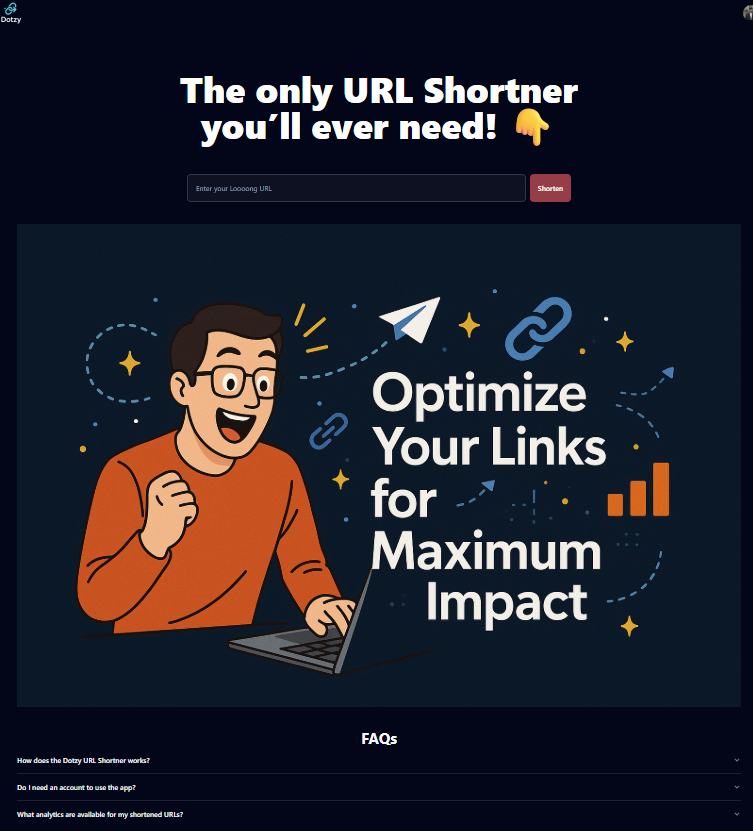 Dotzy
The only URL Shortner
you´ll ever need! 👇
Enter your Loooong URL
Shorten
Optimize
Your Links
for
Maximum
Impact
FAQs
How does the Dotzy URL Shortner works?
Do I need an account to use the app?
What analytics are available for my shortened URLs?